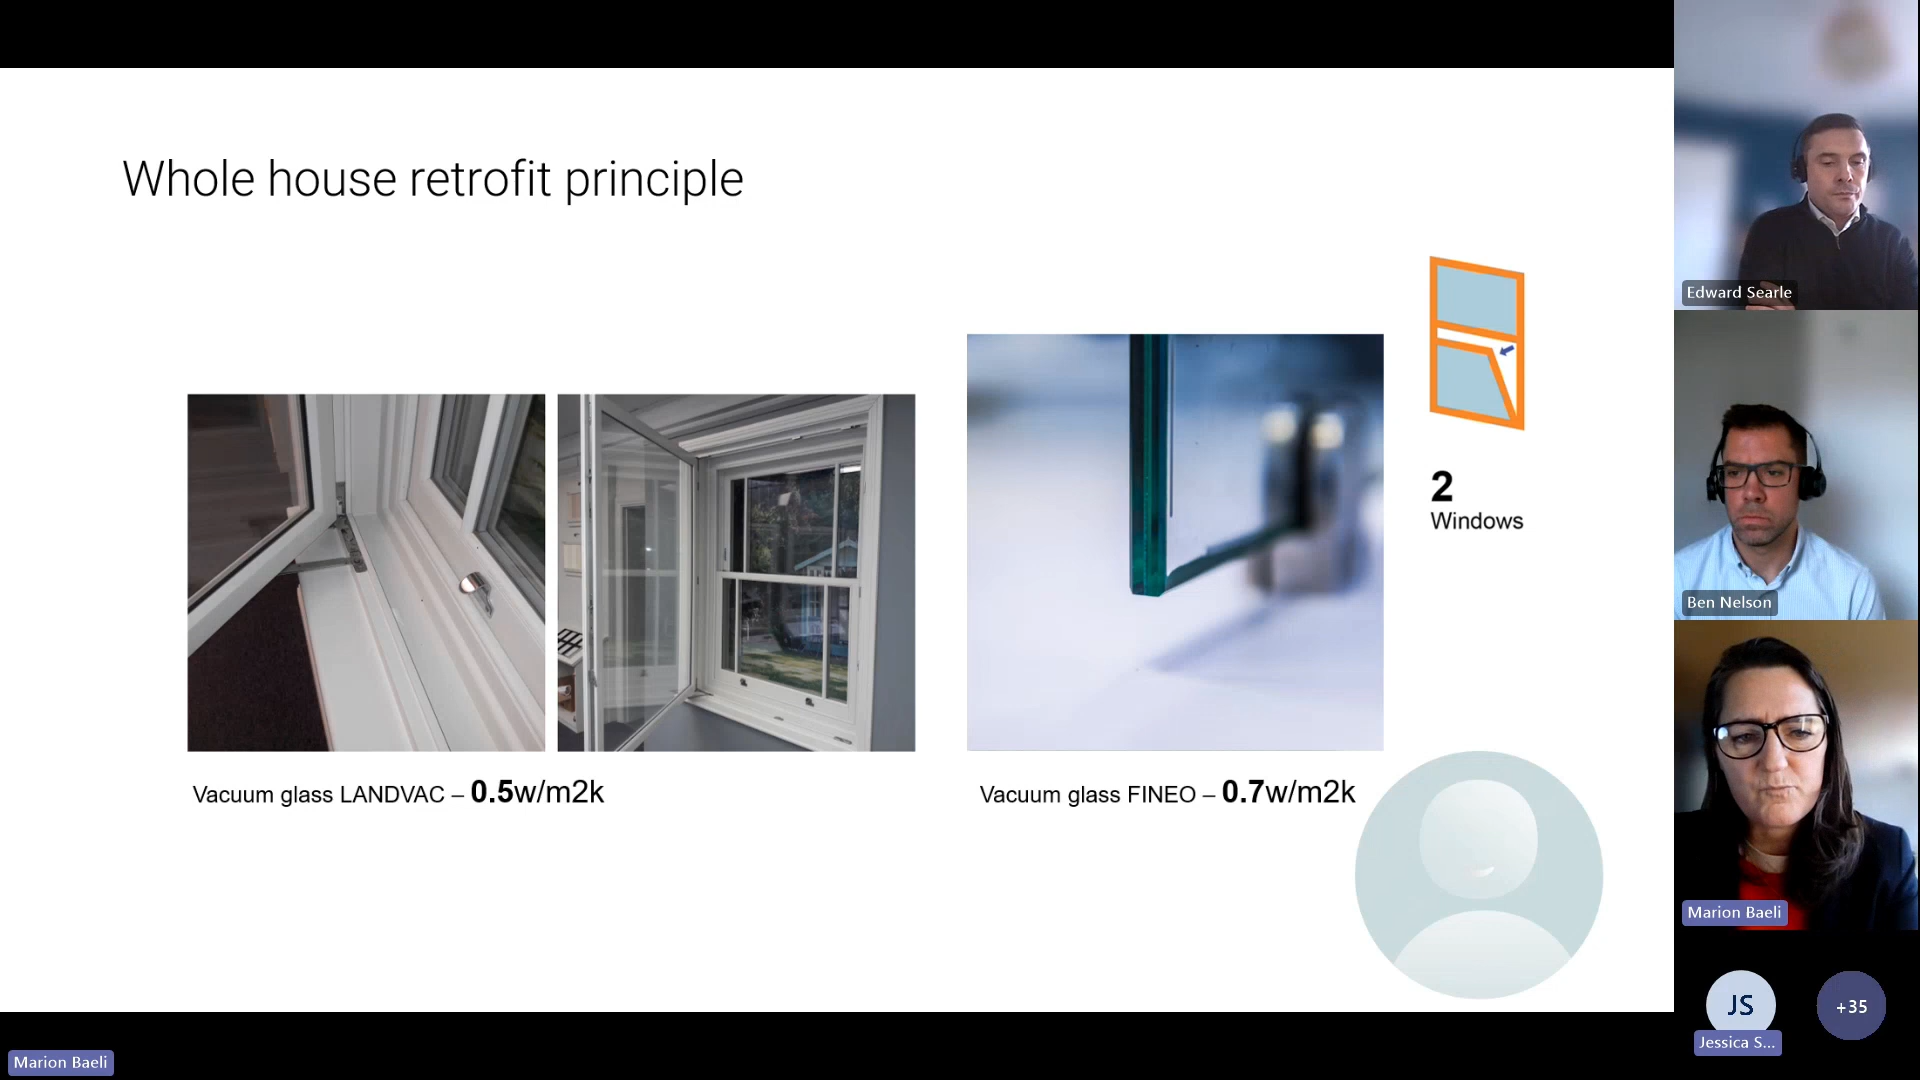 Whole house retrofit principle
2
Windows
Vacuum glass LANDVAC – 0.5w/m2k
Vacuum glass FINEO – 0.7w/m2k
Edward Searle
Ben Nelson
Marion Baeli
JS
+35
Jessica S...
Marion Baeli